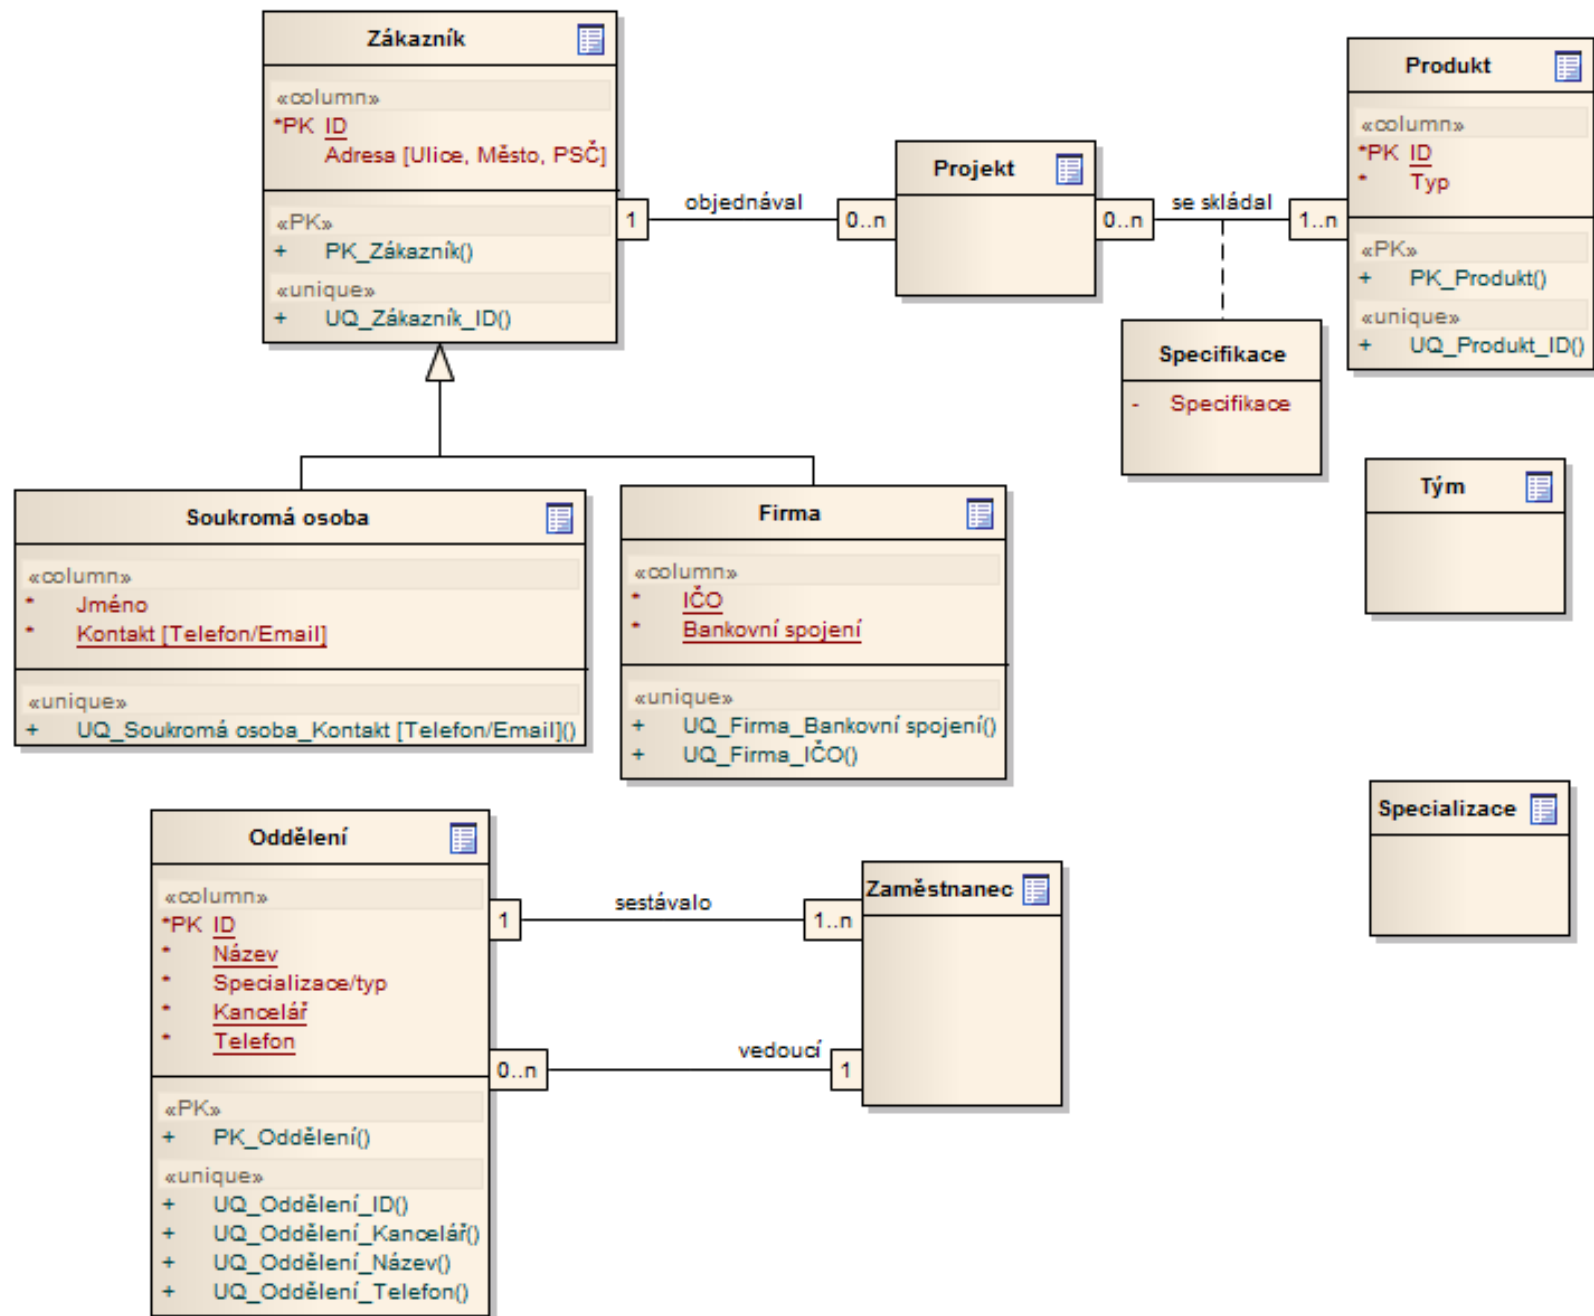 Zákazník
«column»
*PK ID
Adresa [Ulice, Město, PSČ]
«PK»
+ PK_Zákazník()
«unique»
+ UQ_Zákazník_ID()
1
objednával
0..n
Projekt
0..n
se skládal
1..n
Produkt
«column»
*PK ID
* Typ
«PK»
+ PK_Produkt()
«unique»
+ UQ_Produkt_ID()
Specifikace
- Specifikace
Soukromá osoba
«column»
* Jméno
* Kontakt [Telefon/Email]
«unique»
+ UQ_Soukromá osoba_Kontakt [Telefon/Email]()
Firma
«column»
* IČO
* Bankovní spojení
«unique»
+ UQ_Firma_Bankovní spojení()
+ UQ_Firma_IČO()
Tým
Specializace
Oddělení
«column»
*PK ID
* Název
* Specializace/typ
* Kancelář
* Telefon
«PK»
+ PK_Oddělení()
«unique»
+ UQ_Oddělení_ID()
+ UQ_Oddělení_Kancelář()
+ UQ_Oddělení_Název()
+ UQ_Oddělení_Telefon()
1
sestávalo
1..n
Zaměstnanec
0..n
vedoucí
1